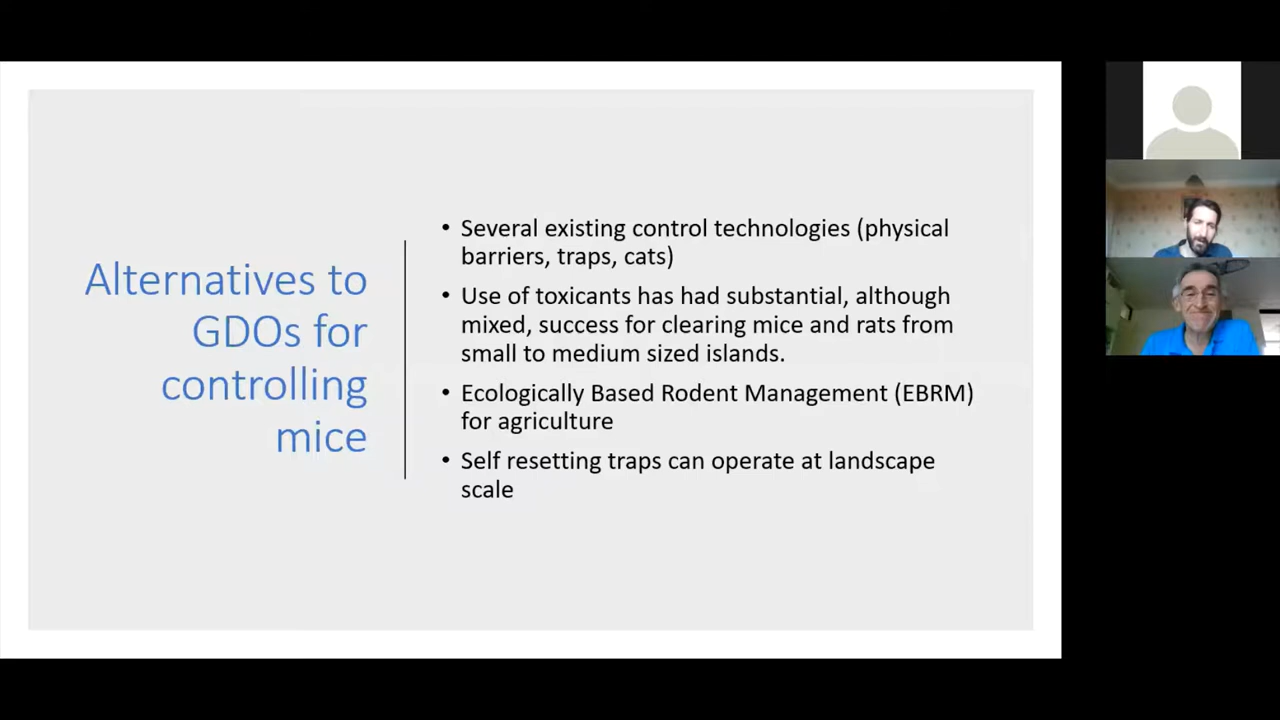 Alternatives to
GDOs for
controlling
mice
• Several existing control technologies (physical
barriers, traps, cats)
• Use of toxicants has had substantial, although
mixed, success for clearing mice and rats from
small to medium sized islands.
• Ecologically Based Rodent Management (EBRM)
for agriculture
• Self resetting traps can operate at landscape
scale